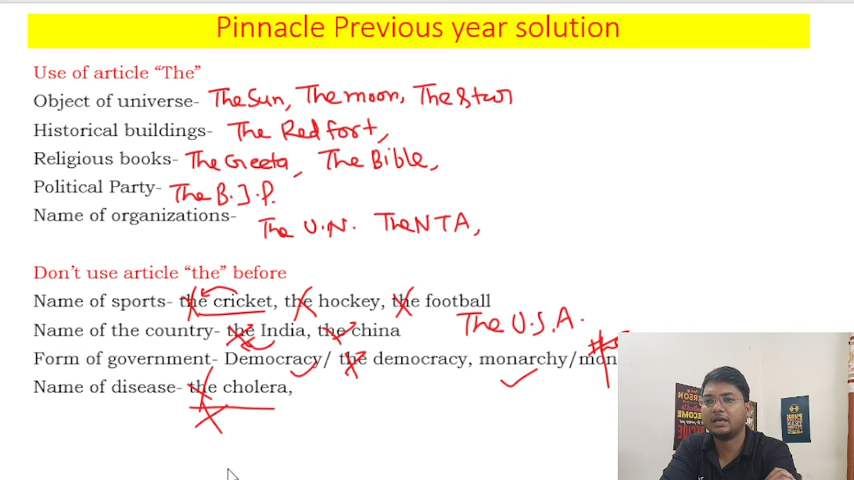 Pinnacle Previous year solution
Use of article “The”
Object of universe- The Sun, The moon, The Star
Historical buildings- The Red fort,
Religious books- The Geeta, The Bible,
Political Party- The B.J.P.
Name of organizations- The U.N. The NTA,
Don’t use article “the” before
Name of sports- the cricket, the hockey, the football
Name of the country- the India, the china The U.S.A.
Form of government- Democracy/ the democracy, monarchy/mon
Name of disease- the cholera,